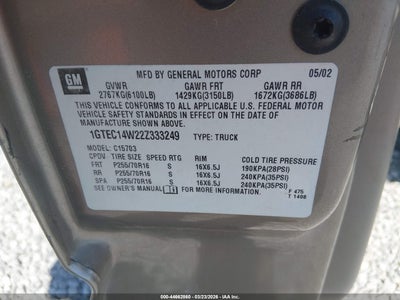 GM
MFD BY GENERAL MOTORS CORP 05/02
GVWR GAWR FRT GAWR RR
2767KG(6100LB) 1429KG(3150LB) 1672KG(3686LB)
THIS VEHICLE CONFORMS TO ALL APPLICABLE U.S. FEDERAL MOTOR
VEHICLE SAFETY STANDARDS IN EFFECT ON THE DATE
OF MANUFACTURE SHOWN ABOVE.
1GTEC14W22Z333249 TYPE: TRUCK
MODEL: C15703
CPDV TIRE SIZE SPEED RTG RIM COLD TIRE PRESSURE
FRT P255/70R16 S 16X6.5J 190KPA(28PSI)
RR P255/70R16 S 16X6.5J 240KPA(35PSI)
SPA P255/70R16 S 16X6.5J 240KPA(35PSI)
SEE OWNER'S MANUAL FOR MORE INFORMATION.
F 475
T 1408
IAA 000-44662060 - 03/23/2026 - IAAI.COM